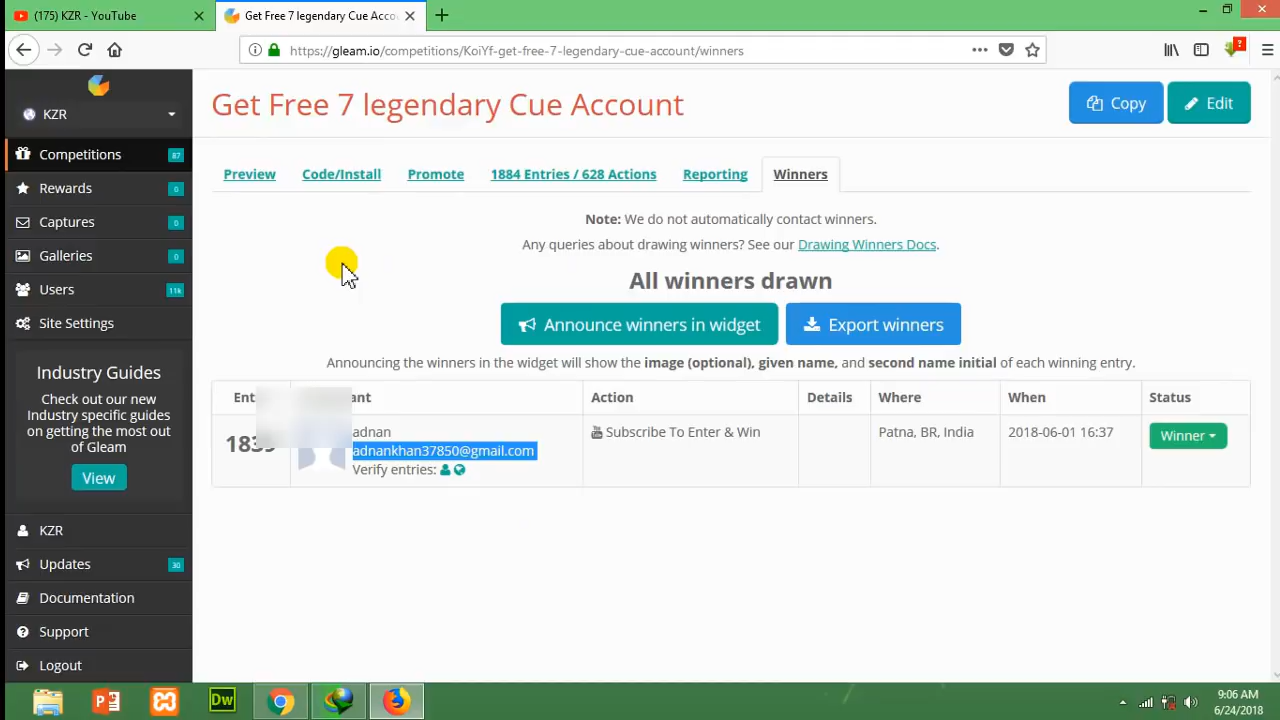 (175) KZR - YouTube
Get Free 7 legendary Cue Accou
https://gleam.io/competitions/KoiYf-get-free-7-legendary-cue-account/winners
KZR
Competitions 87
Rewards 0
Captures 0
Galleries 0
Users 11k
Site Settings
Industry Guides
Check out our new
Industry specific guides
on getting the most out
of Gleam
View
KZR
Updates 30
Documentation
Support
Logout
Get Free 7 legendary Cue Account
Copy Edit
Preview Code/Install Promote 1884 Entries / 628 Actions Reporting Winners
Note: We do not automatically contact winners.
Any queries about drawing winners? See our Drawing Winners Docs.
All winners drawn
Announce winners in widget Export winners
Announcing the winners in the widget will show the image (optional), given name, and second name initial of each winning entry.
Action Details Where When Status
1839 adnan Subscribe To Enter & Win Patna, BR, India 2018-06-01 16:37 Winner
adnankhan37850@gmail.com
Verify entries:
Dw
9:06 AM
6/24/2018